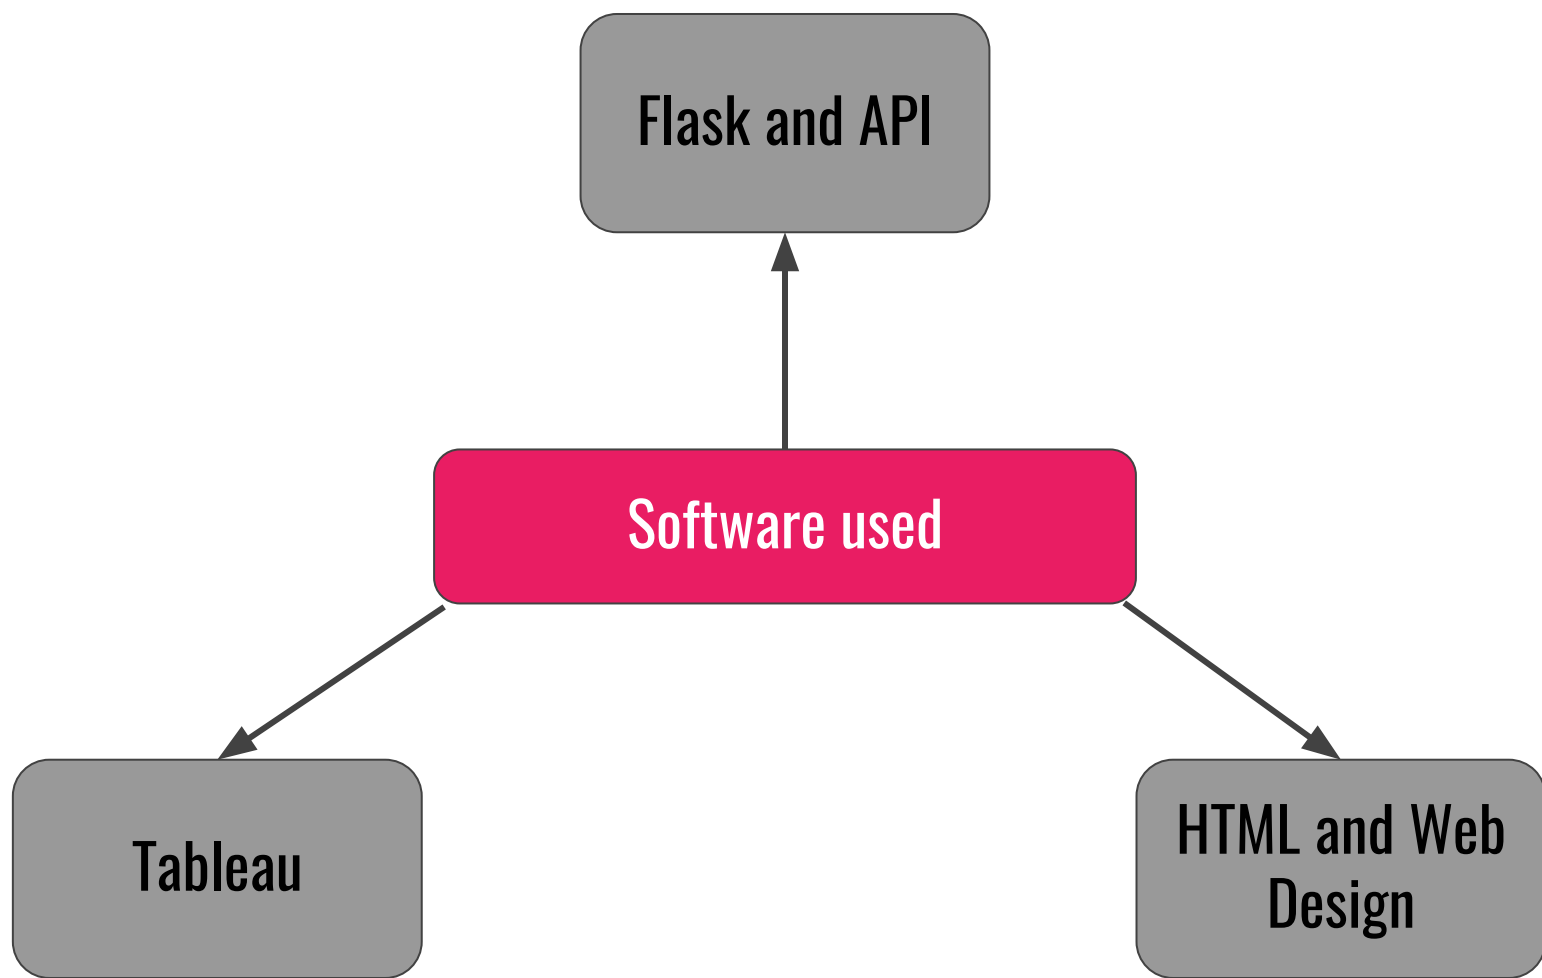 Flask and API
Software used
Tableau
HTML and Web
Design